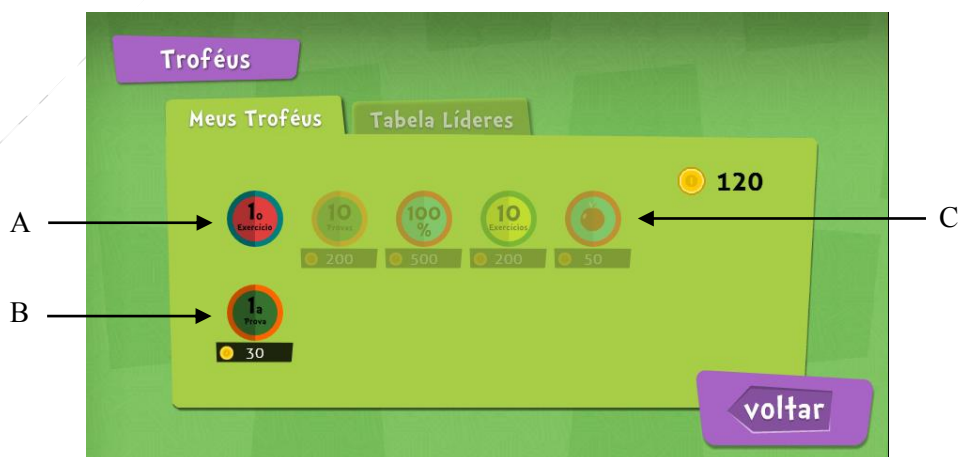 Troféus
Meus Troféus
Tabela Líderes
120
A
1o
Exercício
10
Provas
100
%
10
Exercícios
C
200
500
200
50
B
1a
Prova
30
voltar